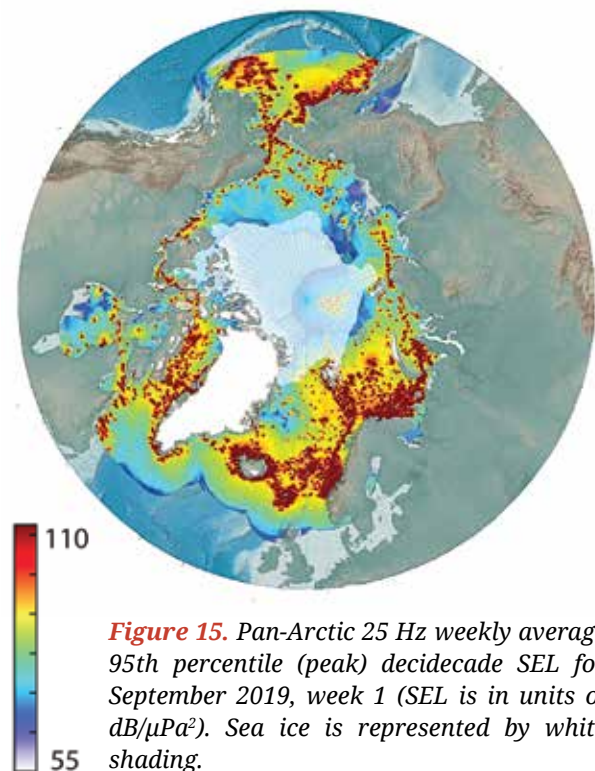 110
55
Figure 15. Pan-Arctic 25 Hz weekly averag
95th percentile (peak) decidecade SEL fo
September 2019, week 1 (SEL is in units o
dB/µPa²). Sea ice is represented by whit
shading.